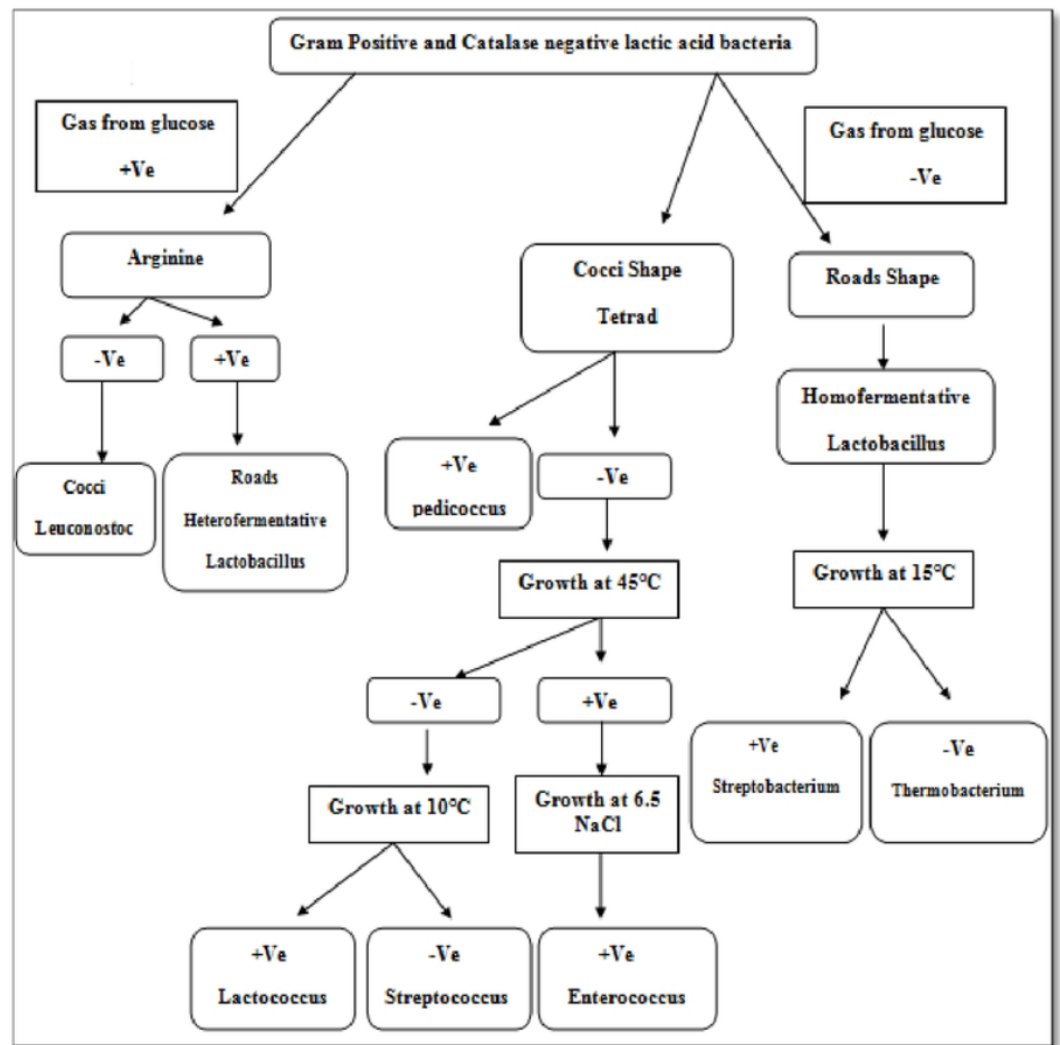 Gram Positive and Catalase negative lactic acid bacteria
Gas from glucose
+Ve
Gas from glucose
-Ve
Arginine
Cocci Shape
Tetrad
Roads Shape
-Ve
+Ve
Homofermentative
Lactobacillus
+Ve
pedicoccus
-Ve
Cocci
Leuconostoc
Roads
Heterofermentative
Lactobacillus
Growth at 45°C
Growth at 15°C
-Ve
+Ve
+Ve
Streptobacterium
-Ve
Thermobacterium
Growth at 10°C
Growth at 6.5
NaCl
+Ve
Lactococcus
-Ve
Streptococcus
+Ve
Enterococcus